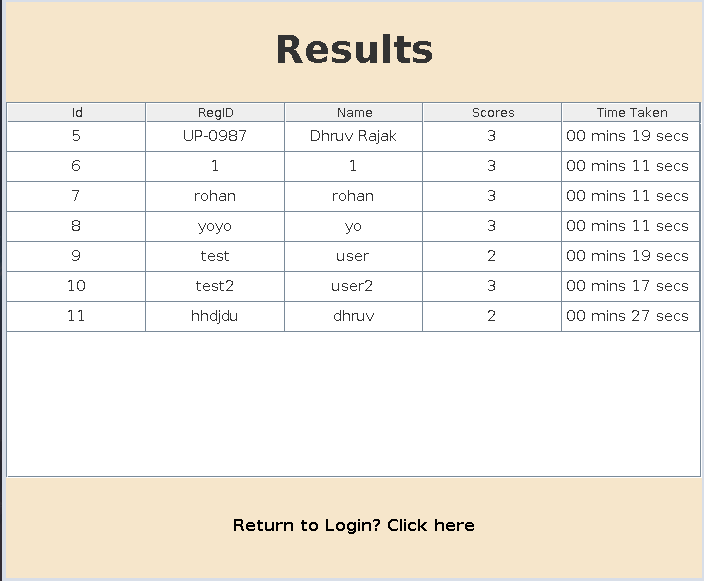 Results
Id RegID Name Scores Time Taken
5 UP-0987 Dhruv Rajak 3 00 mins 19 secs
6 1 1 3 00 mins 11 secs
7 rohan rohan 3 00 mins 11 secs
8 yoyo yo 3 00 mins 11 secs
9 test user 2 00 mins 19 secs
10 test2 user2 3 00 mins 17 secs
11 hhdjdu dhruv 2 00 mins 27 secs
Return to Login? Click here